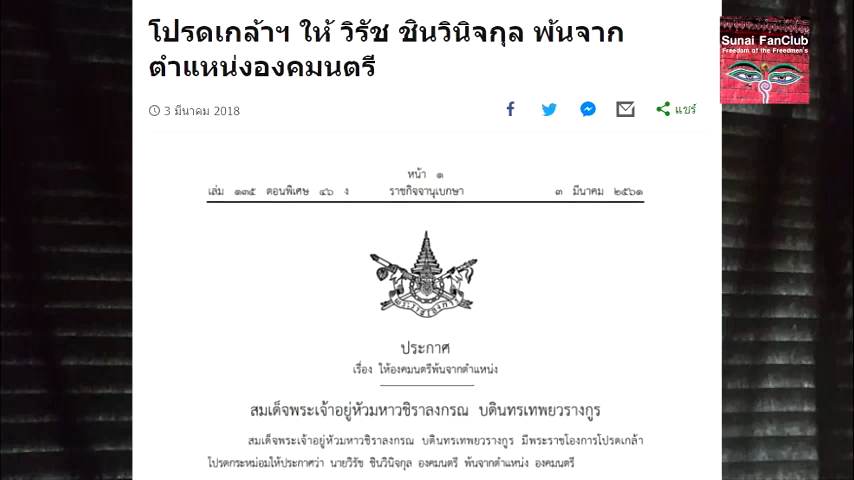 โปรดเกล้าฯ ให้ วิรัช ชินวินิจกุล พ้นจาก
ตำแหน่งองคมนตรี
3 มีนาคม 2018
แชร์
Sunai FanClub
Freedom of the Freedmen's
หน้า ๑
เล่ม ๑๓๕ ตอนพิเศษ ๔๖ ง ราชกิจจานุเบกษา ๓ มีนาคม ๒๕๖๑
พระบรมราชโองการ
ประกาศ
เรื่อง ให้องคมนตรีพ้นจากตำแหน่ง
สมเด็จพระเจ้าอยู่หัวมหาวชิราลงกรณ บดินทรเทพยวรางกูร
สมเด็จพระเจ้าอยู่หัวมหาวชิราลงกรณ บดินทรเทพยวรางกูร มีพระราชโองการโปรดเกล้า
โปรดกระหม่อมให้ประกาศว่า นายวิรัช ชินวินิจกุล องคมนตรี พ้นจากตำแหน่ง องคมนตรี